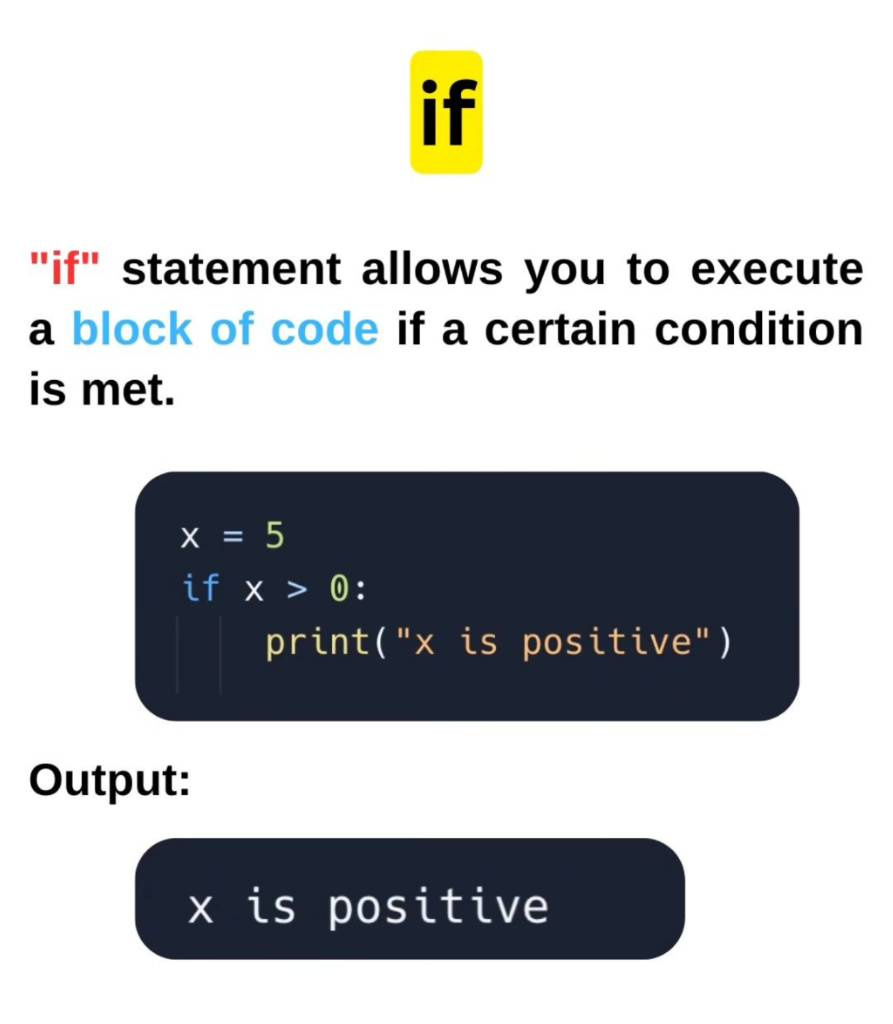 if
"if" statement allows you to execute
a block of code if a certain condition
is met.
x = 5
if x > 0:
    print("x is positive")
Output:
x is positive